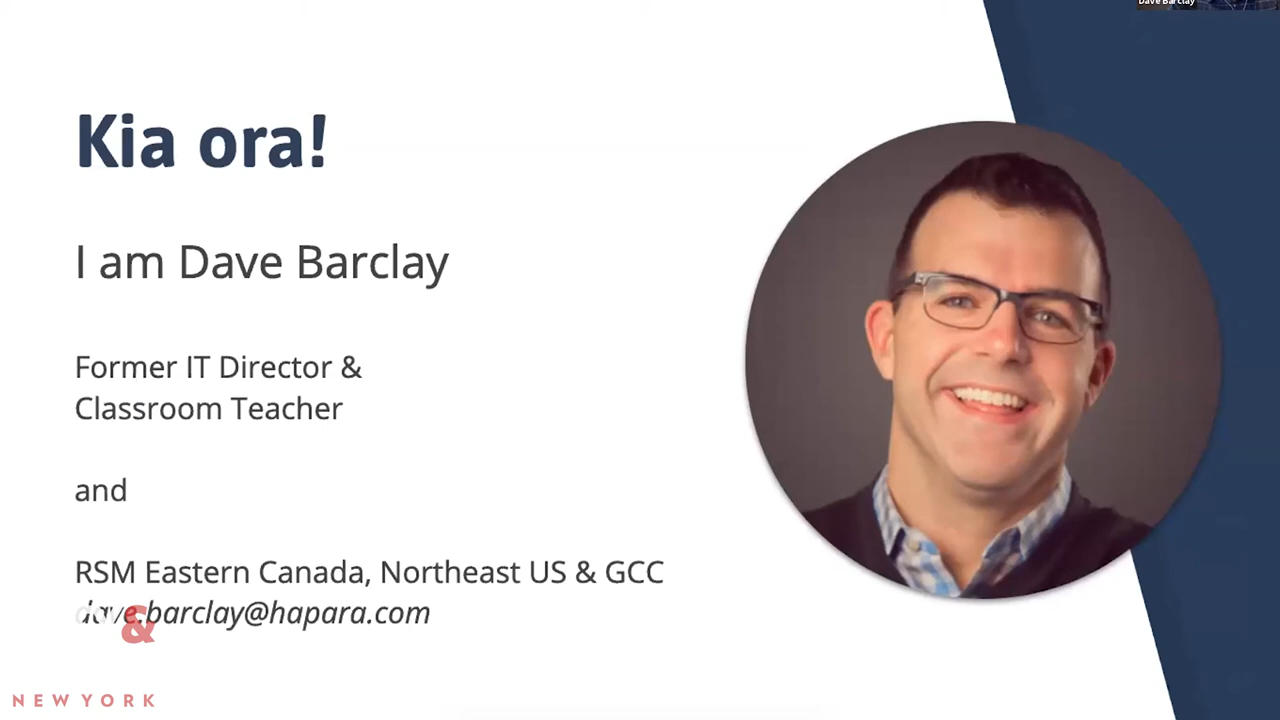 Dave Barclay
Kia ora!
I am Dave Barclay
Former IT Director &
Classroom Teacher
and
RSM Eastern Canada, Northeast US & GCC
dave.barclay@hapara.com
&
NEW YORK